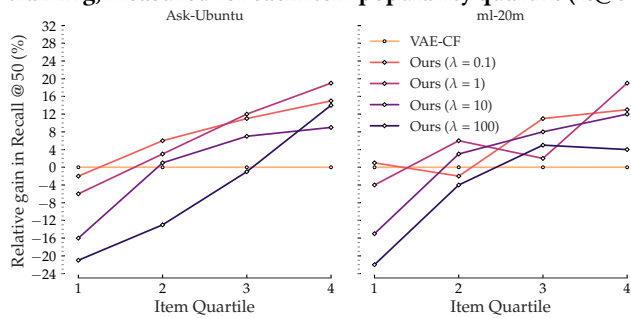 Ask-Ubuntu
ml-20m
Relative gain in Recall @50 (%)
32
28
24
20
16
12
8
4
0
−4
−8
−12
−16
−20
−24
VAE-CF
Ours (λ = 0.1)
Ours (λ = 1)
Ours (λ = 10)
Ours (λ = 100)
1 2 3 4
1 2 3 4
Item Quartile
Item Quartile